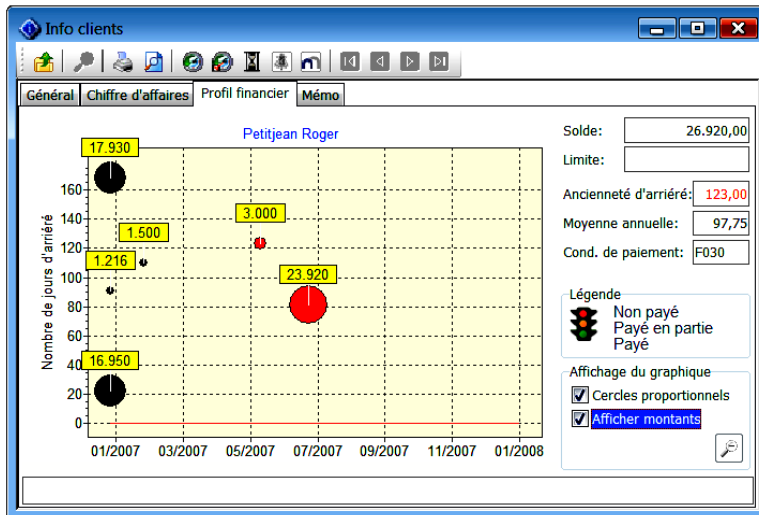 Info clients
Général Chiffre d'affaires Profil financier Mémo
Petitjean Roger
Nombre de jours d'arriéré
160
140
120
100
80
60
40
20
0
17.930
1.500
1.216
16.950
3.000
23.920
01/2007 03/2007 05/2007 07/2007 09/2007 11/2007 01/2008
Solde: 26.920,00
Limite:
Ancienneté d'arriéré: 123,00
Moyenne annuelle: 97,75
Cond. de paiement: F030
Légende
Non payé
Payé en partie
Payé
Affichage du graphique
Cercles proportionnels
Afficher montants